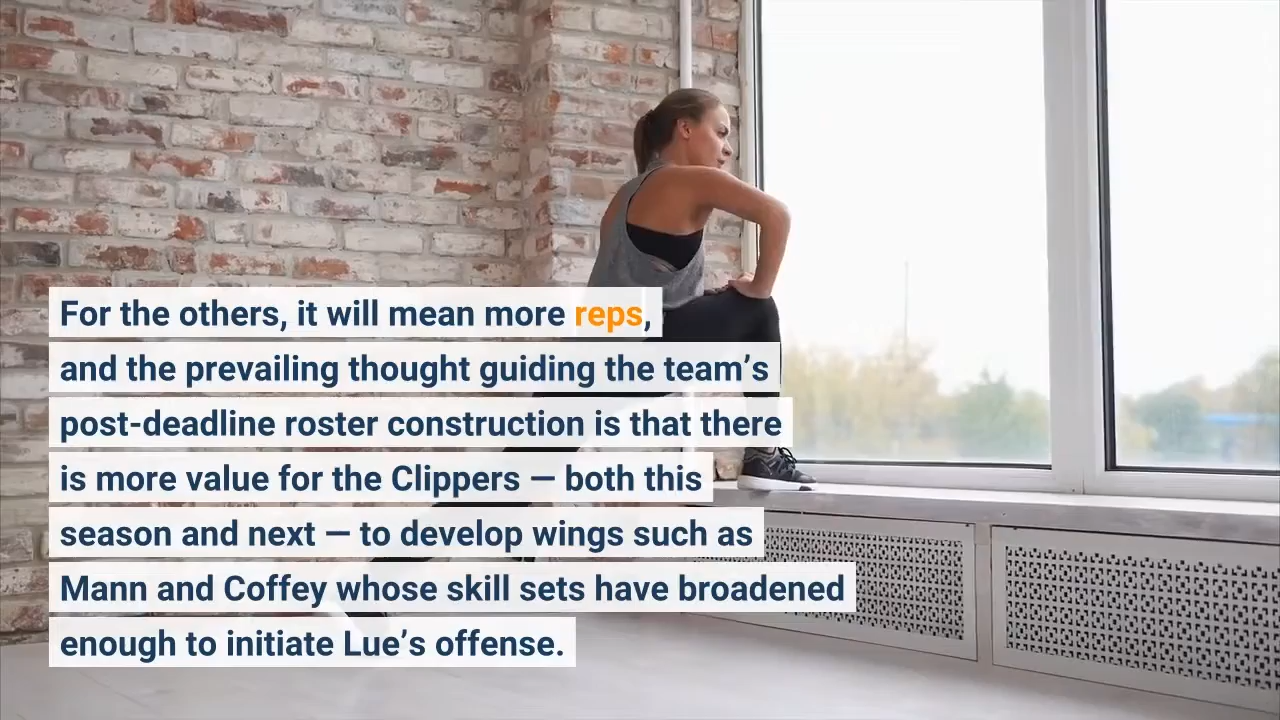 For the others, it will mean more reps,
and the prevailing thought guiding the team’s
post-deadline roster construction is that there
is more value for the Clippers — both this
season and next — to develop wings such as
Mann and Coffey whose skill sets have broadened
enough to initiate Lue’s offense.